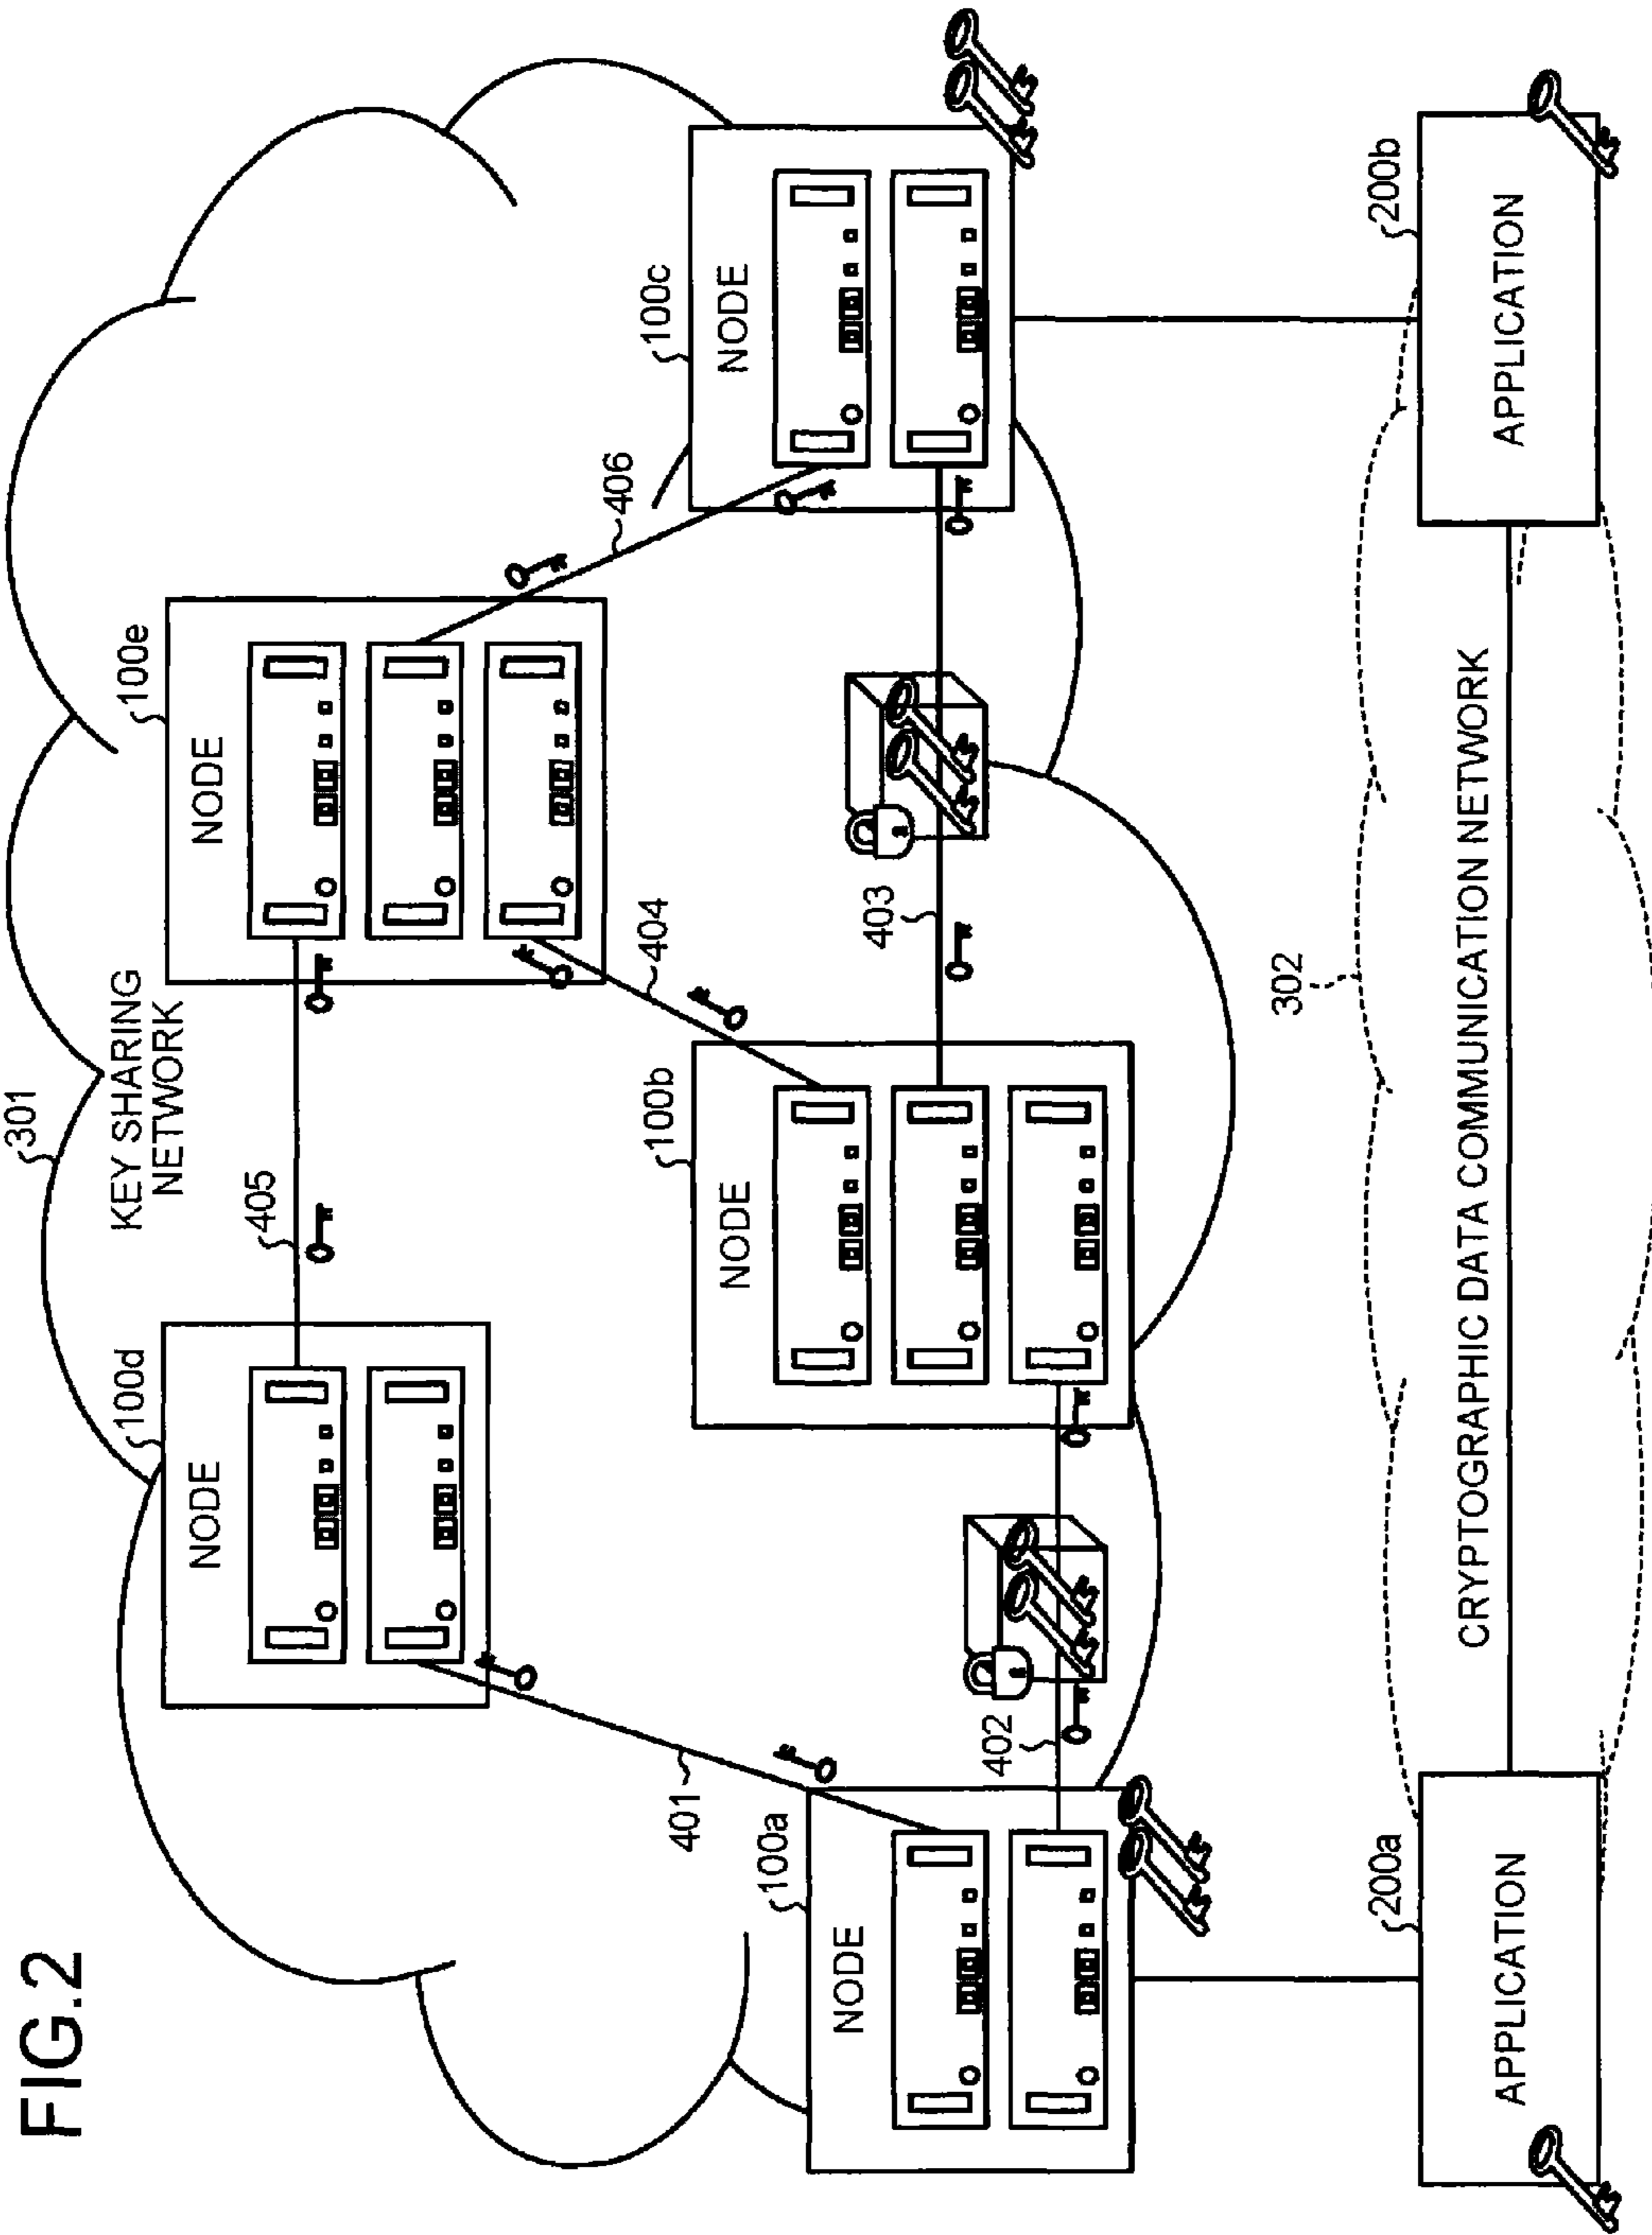 FIG.2
301
KEY SHARING
NETWORK
100d
NODE
405
100e
NODE
401
404
406
100a
NODE
402
100b
NODE
403
100c
NODE
302
200a
APPLICATION
CRYPTOGRAPHIC DATA COMMUNICATION NETWORK
200b
APPLICATION